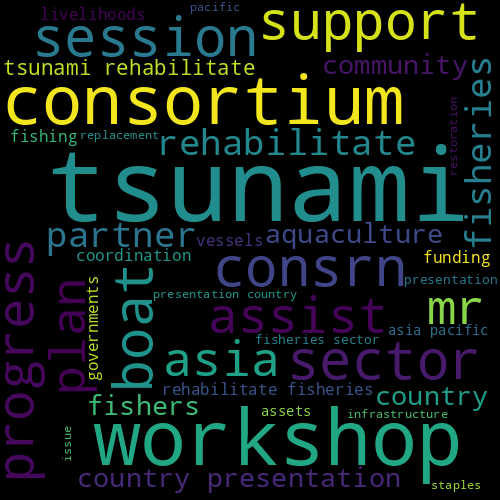 livelihoods
pacific
session
support
tsunami rehabilitate
community
consortium
fisheries
fishing
replacement
rehabilitate
restoration
tsunami
partner
vessels
aquaculture
coordination
consrn
funding
presentation
progress
plan
governments
boat
presentation country
assist
mr
asia pacific
fisheries sector
asia
sector
rehabilitate fisheries
country
fishers
assets
infrastructure
workshop
issue
country presentation
staples